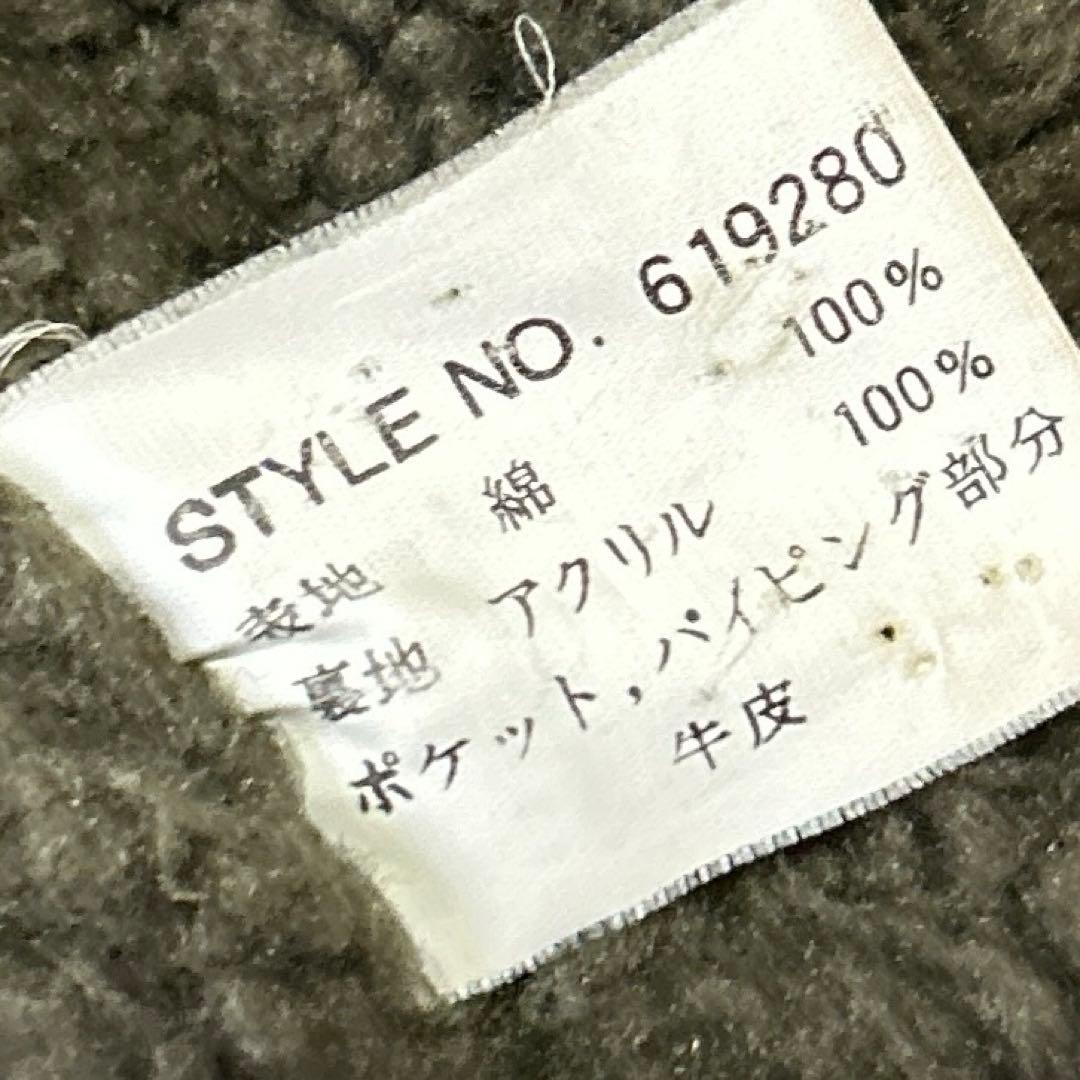 STYLE NO. 619280
表地 綿 100%
裏地 アクリル 100%
ポケット, パイピング部分
牛皮